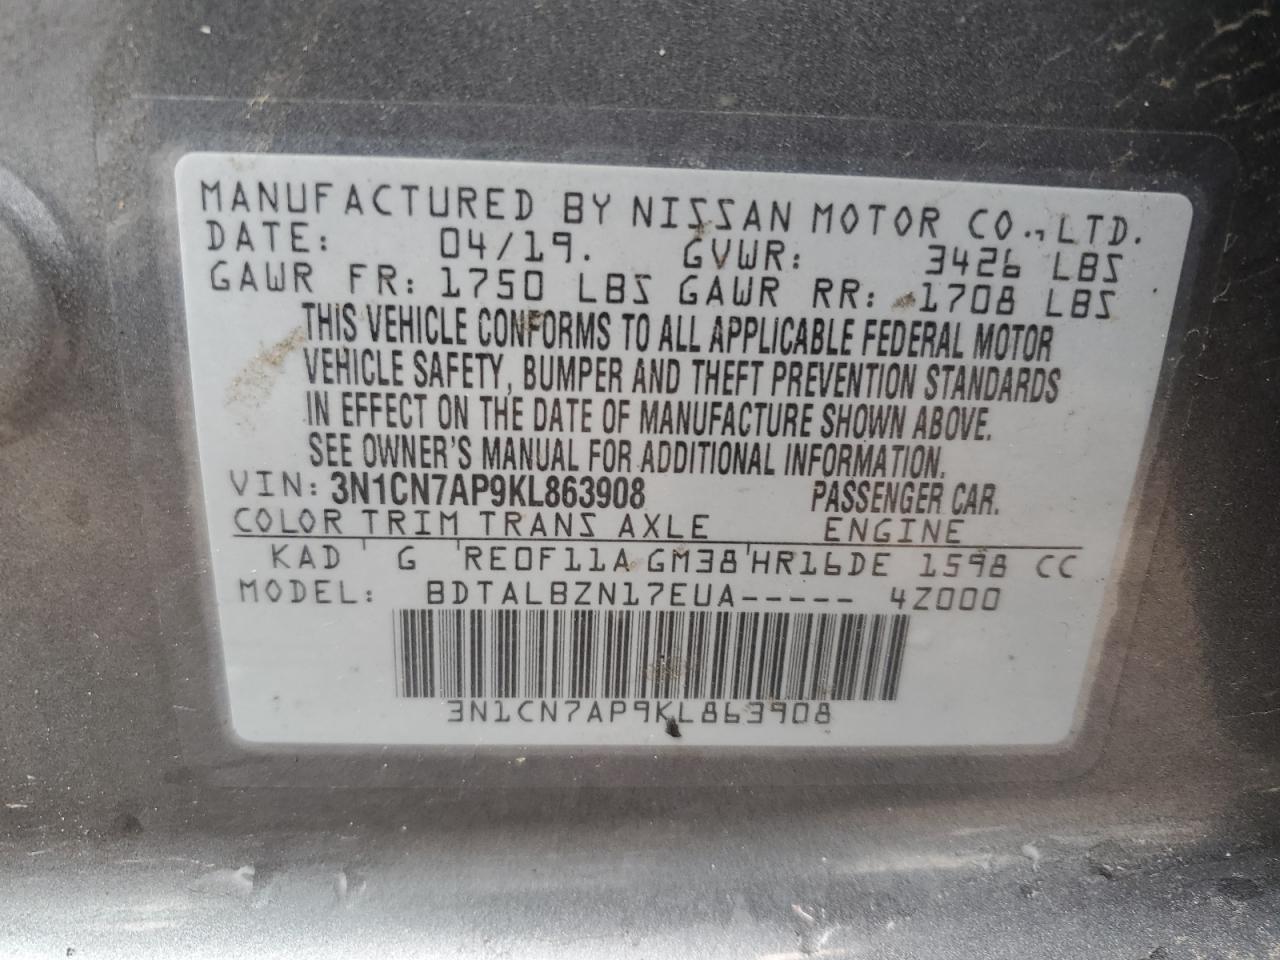 MANUFACTURED BY NISSAN MOTOR CO., LTD.
DATE: 04/19. GVWR: 3426 LBS
GAWR FR: 1750 LBS GAWR RR: 1708 LBS
THIS VEHICLE CONFORMS TO ALL APPLICABLE FEDERAL MOTOR
VEHICLE SAFETY, BUMPER AND THEFT PREVENTION STANDARDS
IN EFFECT ON THE DATE OF MANUFACTURE SHOWN ABOVE.
SEE OWNER'S MANUAL FOR ADDITIONAL INFORMATION.
VIN: 3N1CN7AP9KL863908 PASSENGER CAR.
COLOR TRIM TRANS AXLE ENGINE
KAD G RE0F11A GM38 HR16DE 1598 CC
MODEL: BDTALBZN17EUA----- 4Z000
3N1CN7AP9KL863908